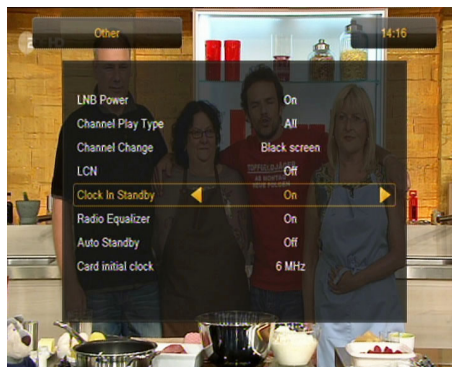 Other
14:16
LNB Power On
Channel Play Type All
Channel Change Black screen
LCN Off
Clock In Standby On
Radio Equalizer On
Auto Standby Off
Card initial clock 6 MHz